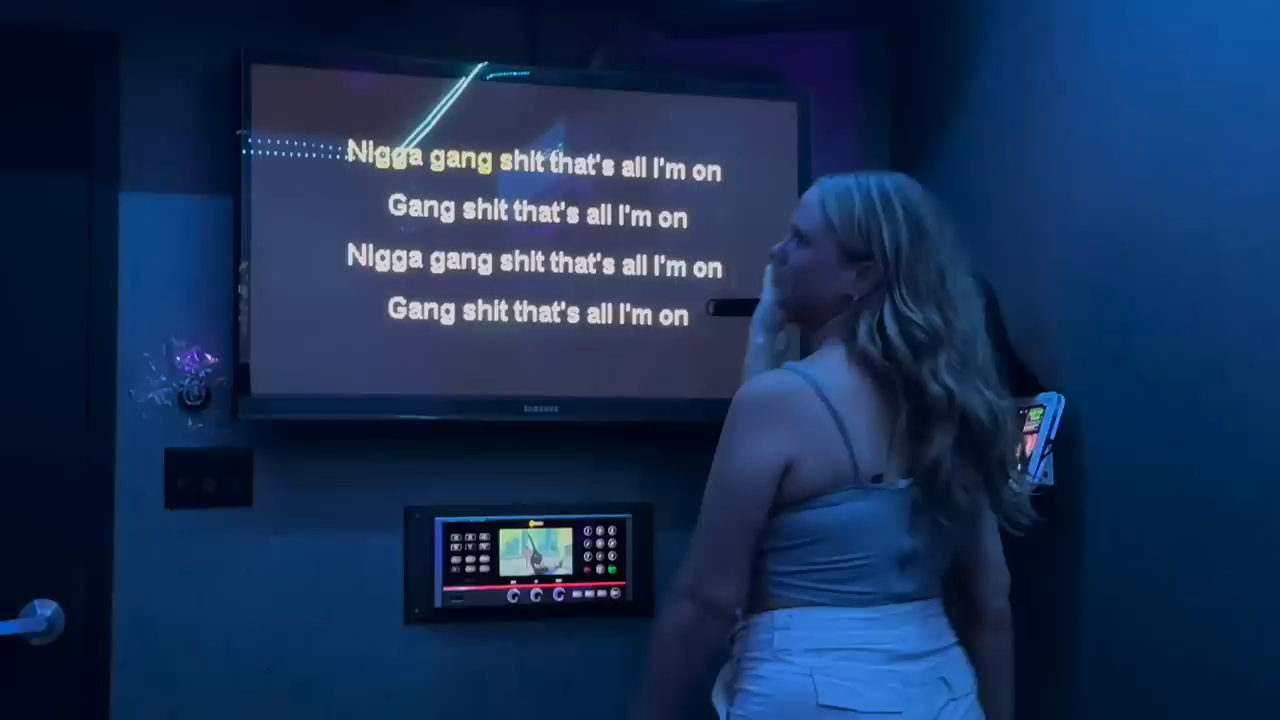 Nigga gang shit that's all I'm on
Gang shit that's all I'm on
Nigga gang shit that's all I'm on
Gang shit that's all I'm on
SAMSUNG